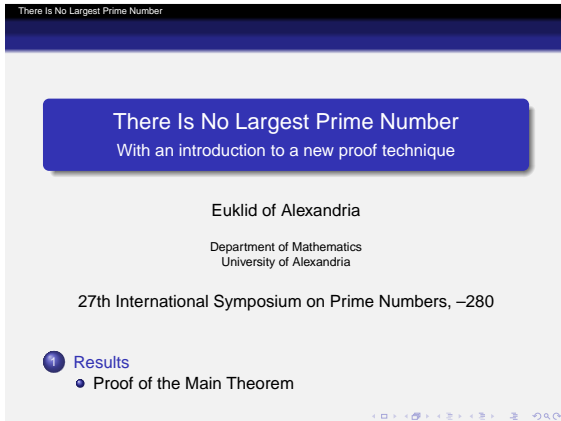 There Is No Largest Prime Number
There Is No Largest Prime Number
With an introduction to a new proof technique
Euklid of Alexandria
Department of Mathematics
University of Alexandria
27th International Symposium on Prime Numbers, –280
1 Results
Proof of the Main Theorem